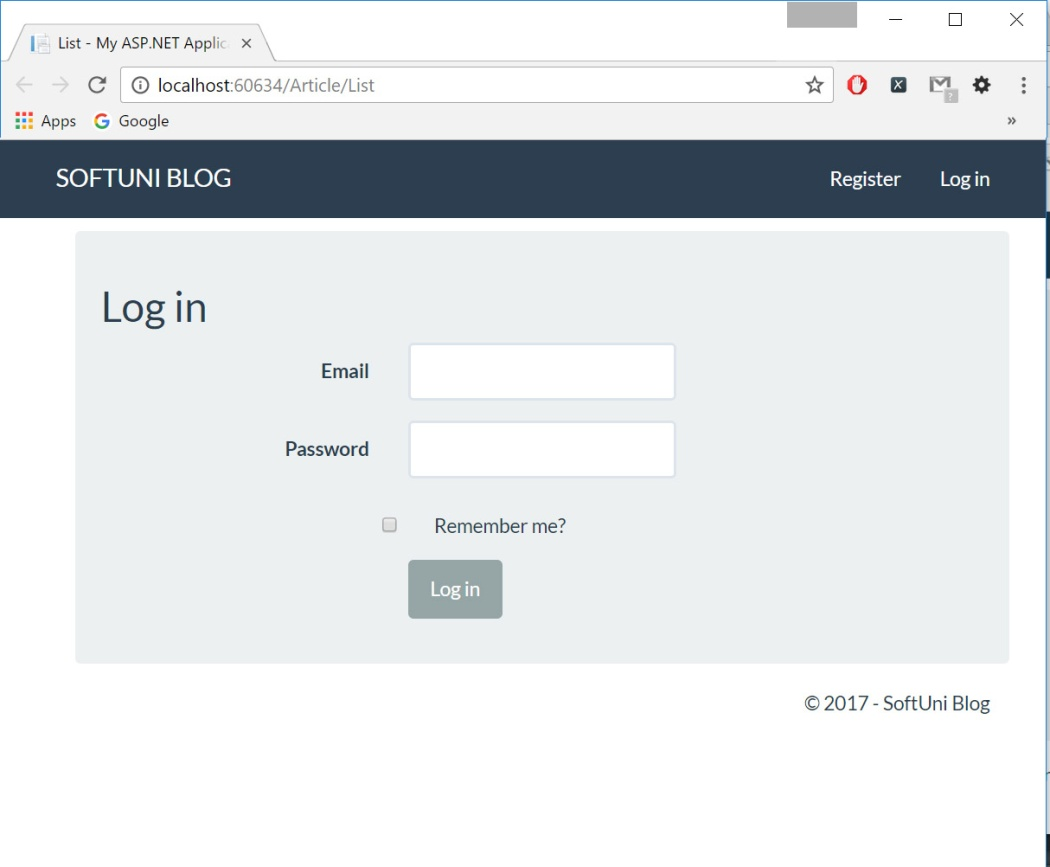 List - My ASP.NET Applic
localhost:60634/Article/List
Apps Google
SOFTUNI BLOG Register Log in
Log in
Email
Password
Remember me?
Log in
© 2017 - SoftUni Blog